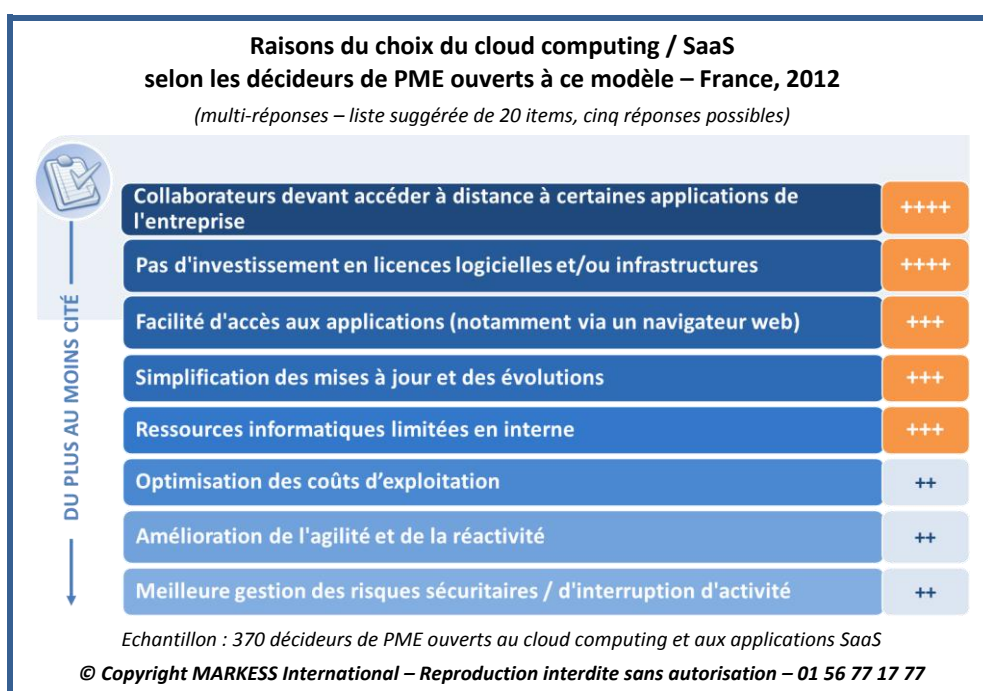 Raisons du choix du cloud computing / SaaS
selon les décideurs de PME ouverts à ce modèle – France, 2012
(multi-réponses – liste suggérée de 20 items, cinq réponses possibles)
DU PLUS AU MOINS CITÉ
Collaborateurs devant accéder à distance à certaines applications de
l'entreprise
++++
Pas d'investissement en licences logicielles et/ou infrastructures
++++
Facilité d'accès aux applications (notamment via un navigateur web)
+++
Simplification des mises à jour et des évolutions
+++
Ressources informatiques limitées en interne
+++
Optimisation des coûts d’exploitation
++
Amélioration de l'agilité et de la réactivité
++
Meilleure gestion des risques sécuritaires / d'interruption d'activité
++
Echantillon : 370 décideurs de PME ouverts au cloud computing et aux applications SaaS
© Copyright MARKESS International – Reproduction interdite sans autorisation – 01 56 77 17 77